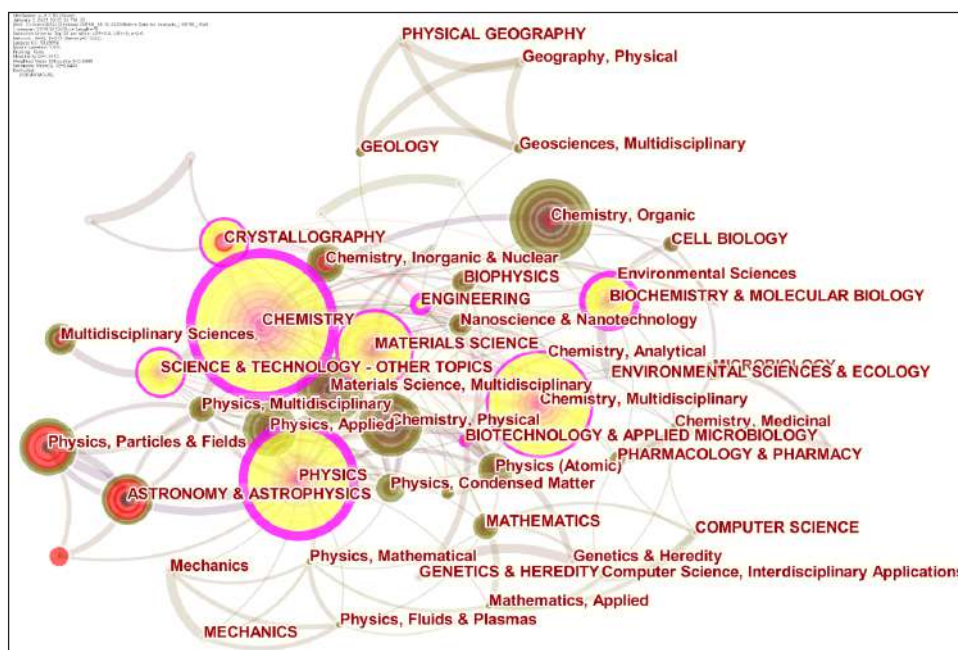 PHYSICAL GEOGRAPHY
Geography, Physical
GEOLOGY
Geosciences, Multidisciplinary
Chemistry, Organic
CRYSTALLOGRAPHY
CELL BIOLOGY
Chemistry, Inorganic & Nuclear
BIOPHYSICS
Environmental Sciences
ENGINEERING
BIOCHEMISTRY & MOLECULAR BIOLOGY
CHEMISTRY
Nanoscience & Nanotechnology
Multidisciplinary Sciences
MATERIALS SCIENCE
Chemistry, Analytical
MICROBIOLOGY
SCIENCE & TECHNOLOGY - OTHER TOPICS
ENVIRONMENTAL SCIENCES & ECOLOGY
Materials Science, Multidisciplinary
Chemistry, Multidisciplinary
Physics, Multidisciplinary
Chemistry, Physical
Chemistry, Medicinal
Physics, Applied
BIOTECHNOLOGY & APPLIED MICROBIOLOGY
Physics, Particles & Fields
PHARMACOLOGY & PHARMACY
PHYSICS
Physics (Atomic)
Physics, Condensed Matter
ASTRONOMY & ASTROPHYSICS
MATHEMATICS
COMPUTER SCIENCE
Physics, Mathematical
Genetics & Heredity
Mechanics
GENETICS & HEREDITY
Computer Science, Interdisciplinary Applications
Mathematics, Applied
Physics, Fluids & Plasmas
MECHANICS